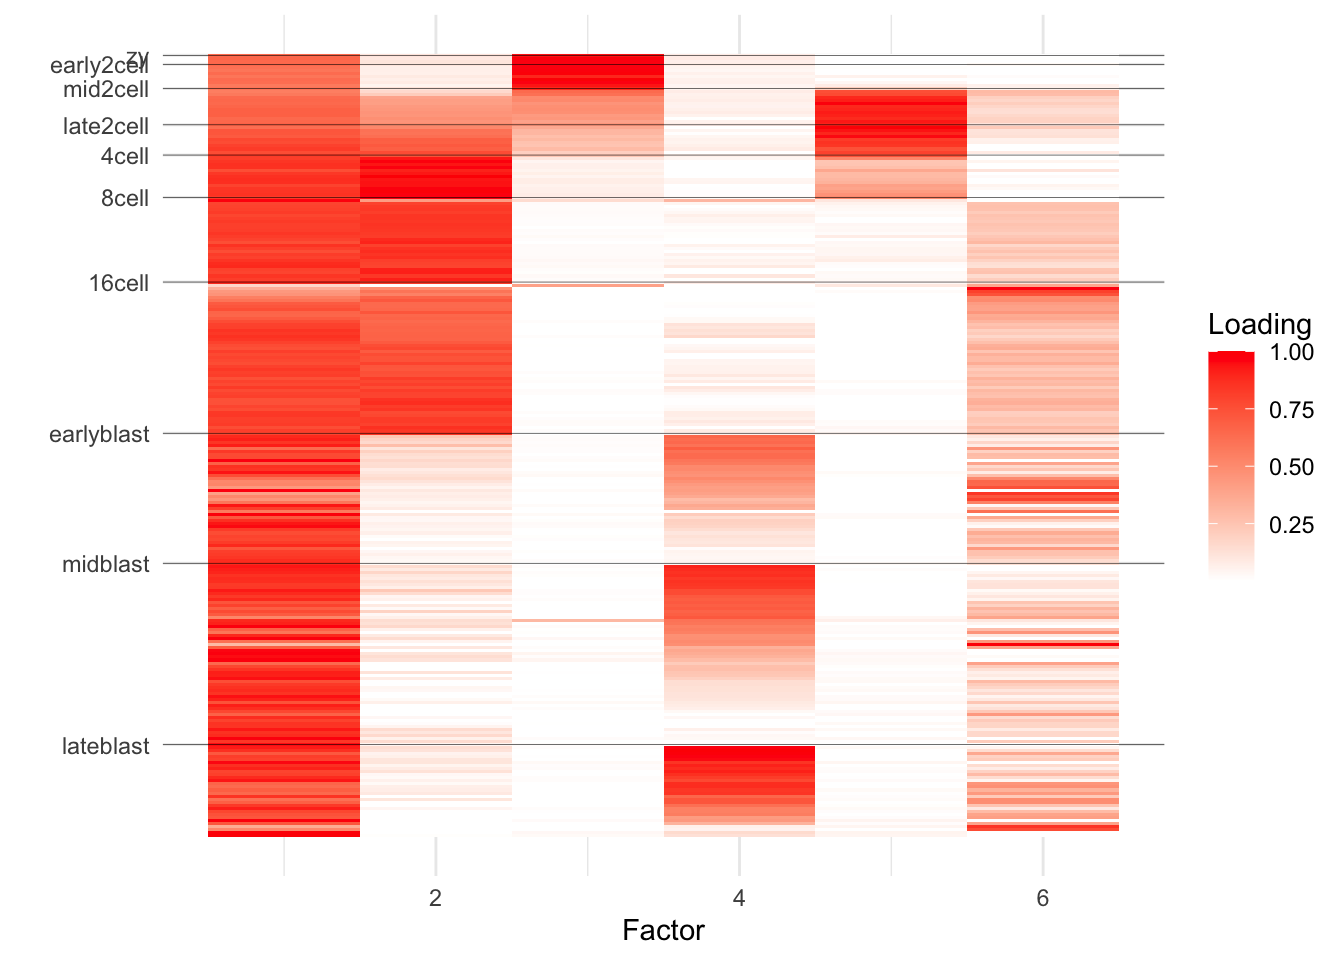 zy
early2cell
mid2cell
late2cell
4cell
8cell
16cell
earlyblast
midblast
lateblast
2
4
6
Factor
Loading
1.00
0.75
0.50
0.25